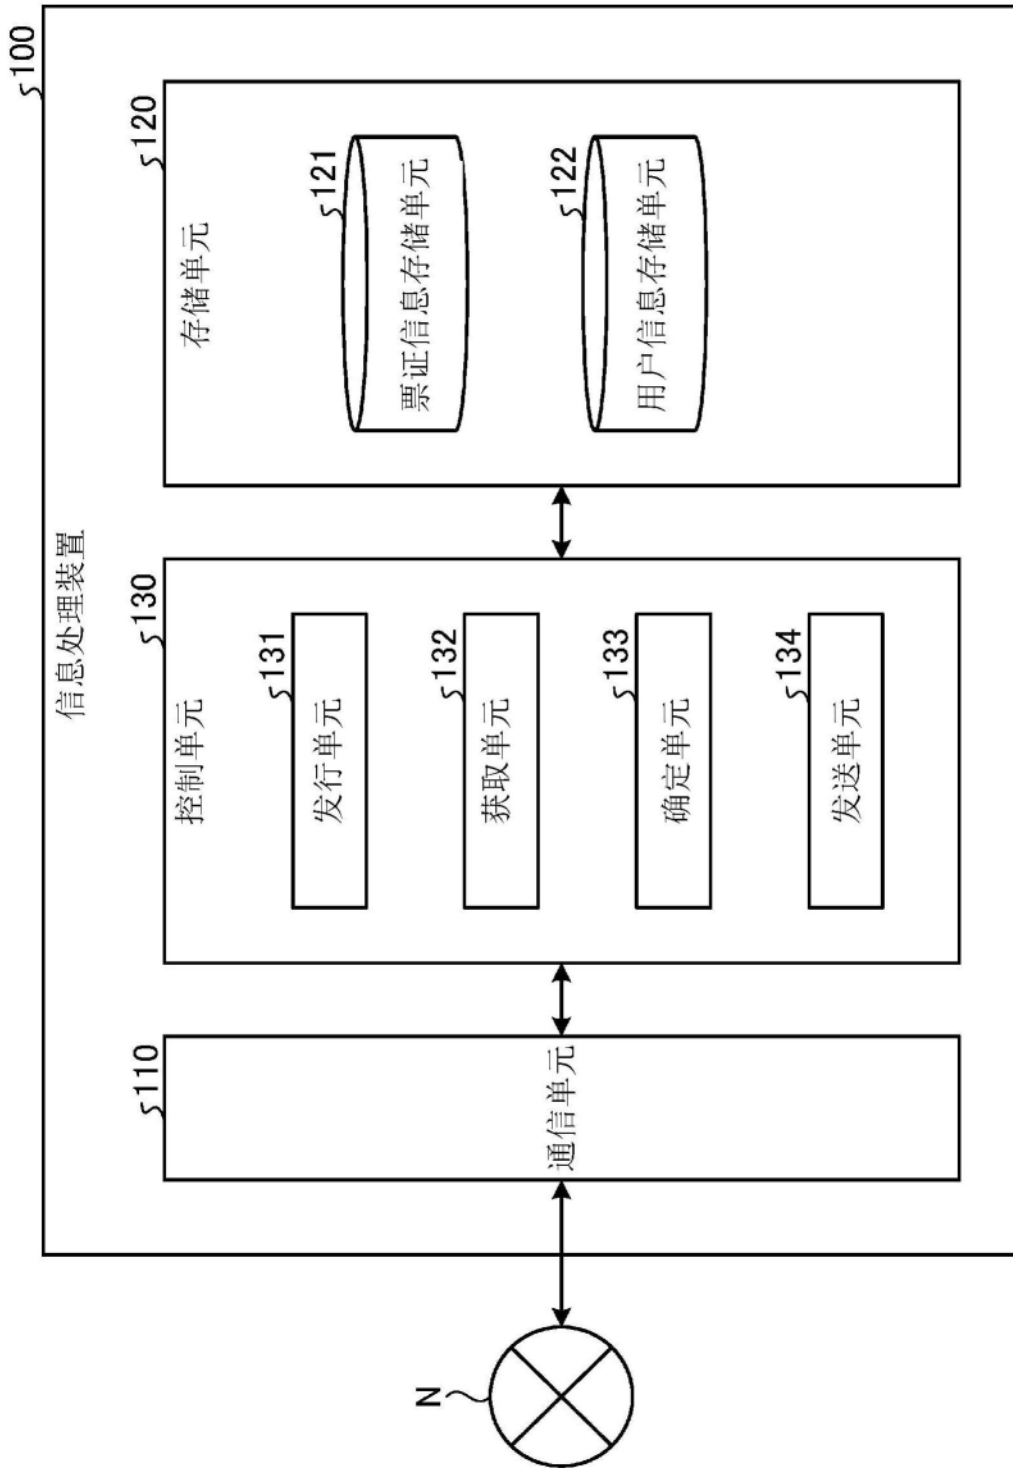 信息处理装置
100
N
110
通信单元
130
控制单元
131
发行单元
132
获取单元
133
确定单元
134
发送单元
120
存储单元
121
票证信息存储单元
122
用户信息存储单元